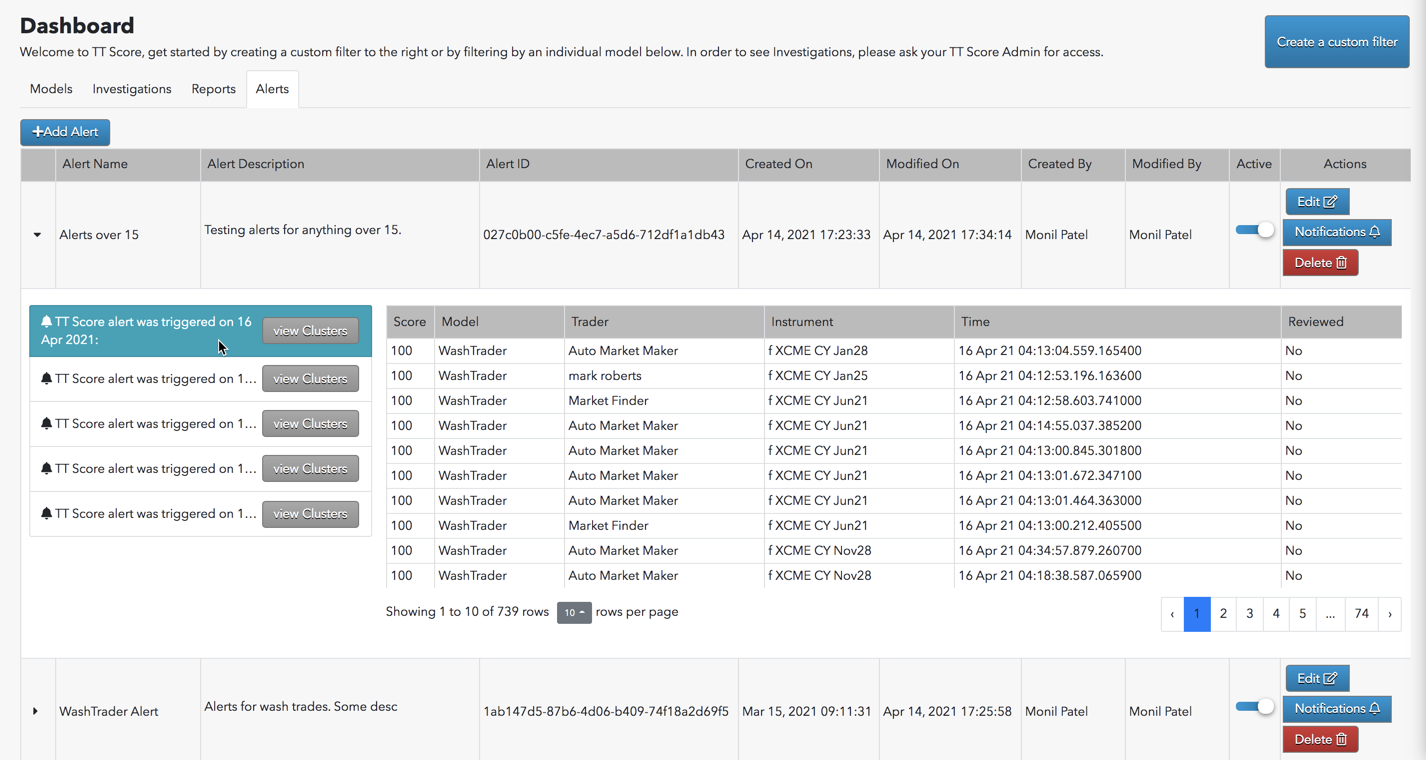 Dashboard
Welcome to TT Score, get started by creating a custom filter to the right or by filtering by an individual model below. In order to see Investigations, please ask your TT Score Admin for access.
Create a custom filter
Models Investigations Reports Alerts
Add Alert
Alert Name Alert Description Alert ID Created On Modified On Created By Modified By Active Actions
Alerts over 15 Testing alerts for anything over 15. 027c0b00-c5fe-4ec7-a5d6-712df1a1db43 Apr 14, 2021 17:23:33 Apr 14, 2021 17:34:14 Monil Patel Monil Patel
Edit
Notifications
Delete
TT Score alert was triggered on 16
Apr 2021:
view Clusters
TT Score alert was triggered on 1... view Clusters
TT Score alert was triggered on 1... view Clusters
TT Score alert was triggered on 1... view Clusters
TT Score alert was triggered on 1... view Clusters
Score Model Trader Instrument Time Reviewed
100 WashTrader Auto Market Maker f XCME CY Jan28 16 Apr 21 04:13:04.559.165400 No
100 WashTrader mark roberts f XCME CY Jan25 16 Apr 21 04:12:53.196.163600 No
100 WashTrader Market Finder f XCME CY Jun21 16 Apr 21 04:12:58.603.741000 No
100 WashTrader Auto Market Maker f XCME CY Jun21 16 Apr 21 04:14:55.037.385200 No
100 WashTrader Auto Market Maker f XCME CY Jun21 16 Apr 21 04:13:00.845.301800 No
100 WashTrader Auto Market Maker f XCME CY Jun21 16 Apr 21 04:13:01.672.347100 No
100 WashTrader Auto Market Maker f XCME CY Jun21 16 Apr 21 04:13:01.464.363000 No
100 WashTrader Market Finder f XCME CY Jun21 16 Apr 21 04:13:00.212.405500 No
100 WashTrader Auto Market Maker f XCME CY Nov28 16 Apr 21 04:34:57.879.260700 No
100 WashTrader Auto Market Maker f XCME CY Nov28 16 Apr 21 04:18:38.587.065900 No
Showing 1 to 10 of 739 rows 10 rows per page ‹ 1 2 3 4 5 ... 74 ›
WashTrader Alert Alerts for wash trades. Some desc 1ab147d5-87b6-4d06-b409-74f18a2d69f5 Mar 15, 2021 09:11:31 Apr 14, 2021 17:25:58 Monil Patel Monil Patel
Edit
Notifications
Delete